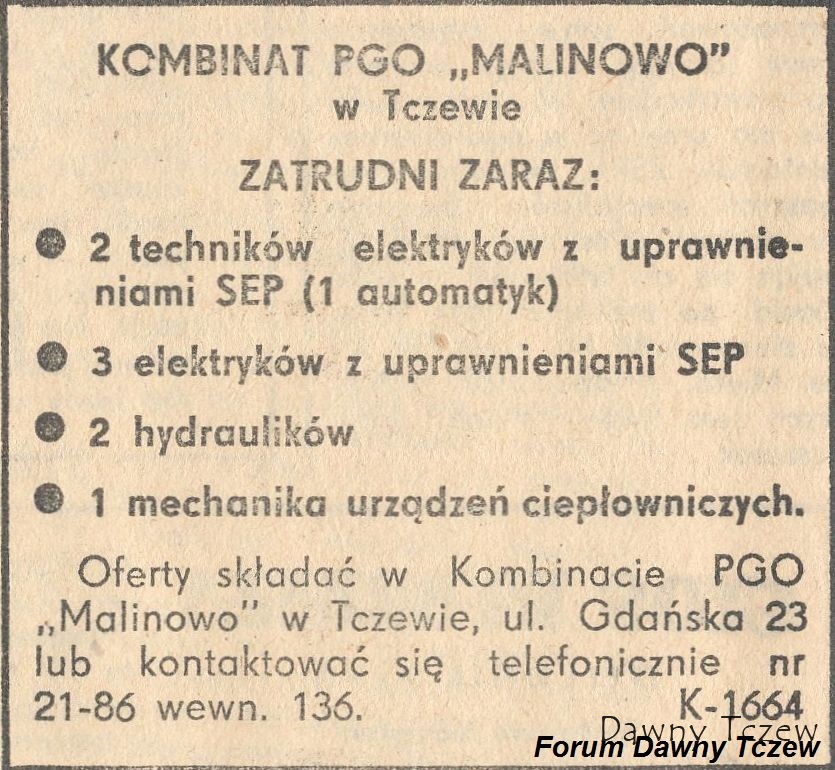 KOMBINAT PGO „MALINOWO”
w Tczewie
ZATRUDNI ZARAZ:
● 2 techników elektryków z uprawnie-
niami SEP (1 automatyk)
● 3 elektryków z uprawnieniami SEP
● 2 hydraulików
● 1 mechanika urządzeń ciepłowniczych.
Oferty składać w Kombinacie PGO
„Malinowo” w Tczewie, ul. Gdańska 23
lub kontaktować się telefonicznie nr
21-86 wewn. 136. K-1664
Dawny Tczew
Forum Dawny Tczew